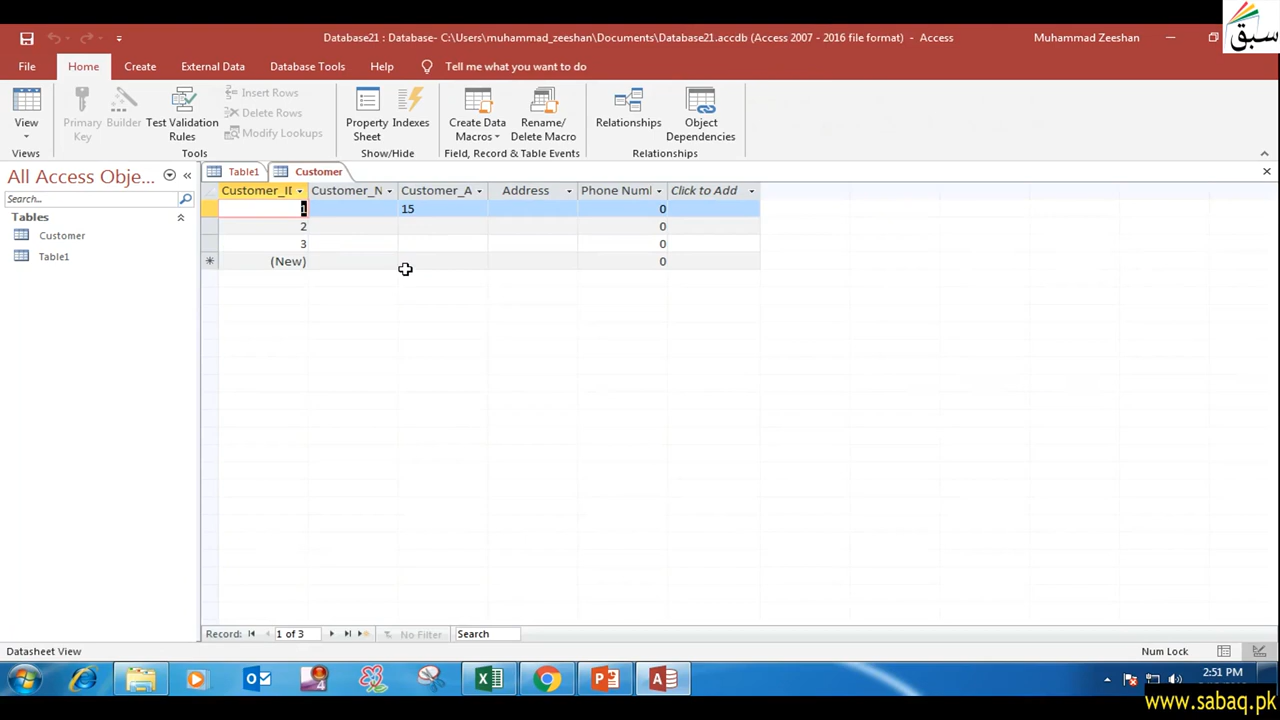 Database21 : Database- C:\Users\muhammad_zeeshan\Documents\Database21.accdb (Access 2007 - 2016 file format) - Access
Muhammad Zeeshan
سبق
File Home Create External Data Database Tools Help Tell me what you want to do
View
Primary Key
Builder
Test Validation Rules
Insert Rows
Delete Rows
Modify Lookups
Property Sheet
Indexes
Create Data Macros
Rename/ Delete Macro
Relationships
Object Dependencies
Views Tools Show/Hide Field, Record & Table Events Relationships
All Access Obje...
Search...
Tables
Customer
Table1
Table1 Customer
Customer_IE Customer_N Customer_A Address Phone Numl Click to Add
1 15 0
2 0
3 0
* (New) 0
Record: 1 of 3 No Filter Search
Datasheet View Num Lock
2:51 PM
www.sabaq.pk